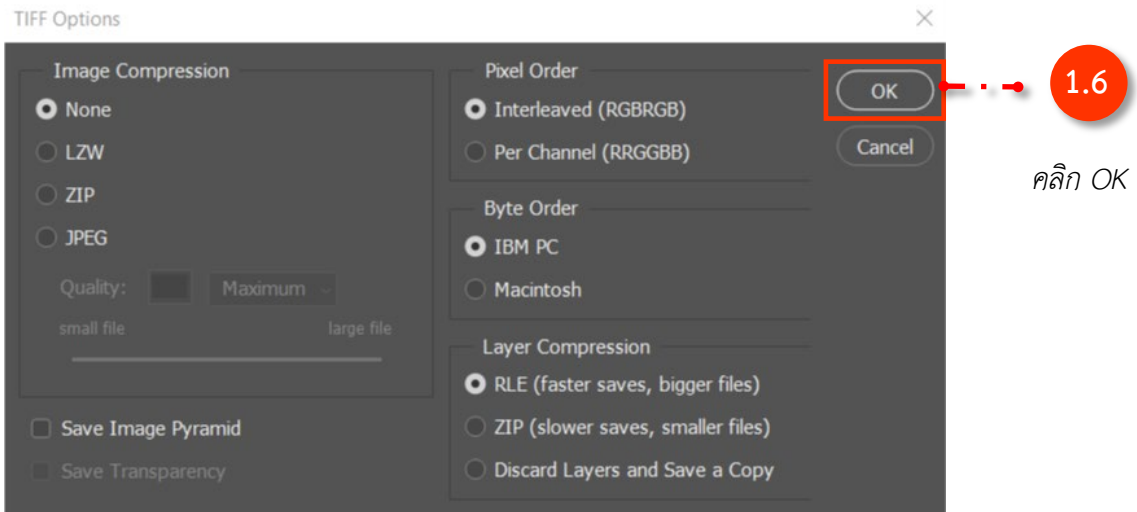 TIFF Options
Image Compression
None
LZW
ZIP
JPEG
Quality:
Maximum
small file
large file
Save Image Pyramid
Save Transparency
Pixel Order
Interleaved (RGBRGB)
Per Channel (RRGGBB)
Byte Order
IBM PC
Macintosh
Layer Compression
RLE (faster saves, bigger files)
ZIP (slower saves, smaller files)
Discard Layers and Save a Copy
OK
Cancel
1.6
คลิก OK